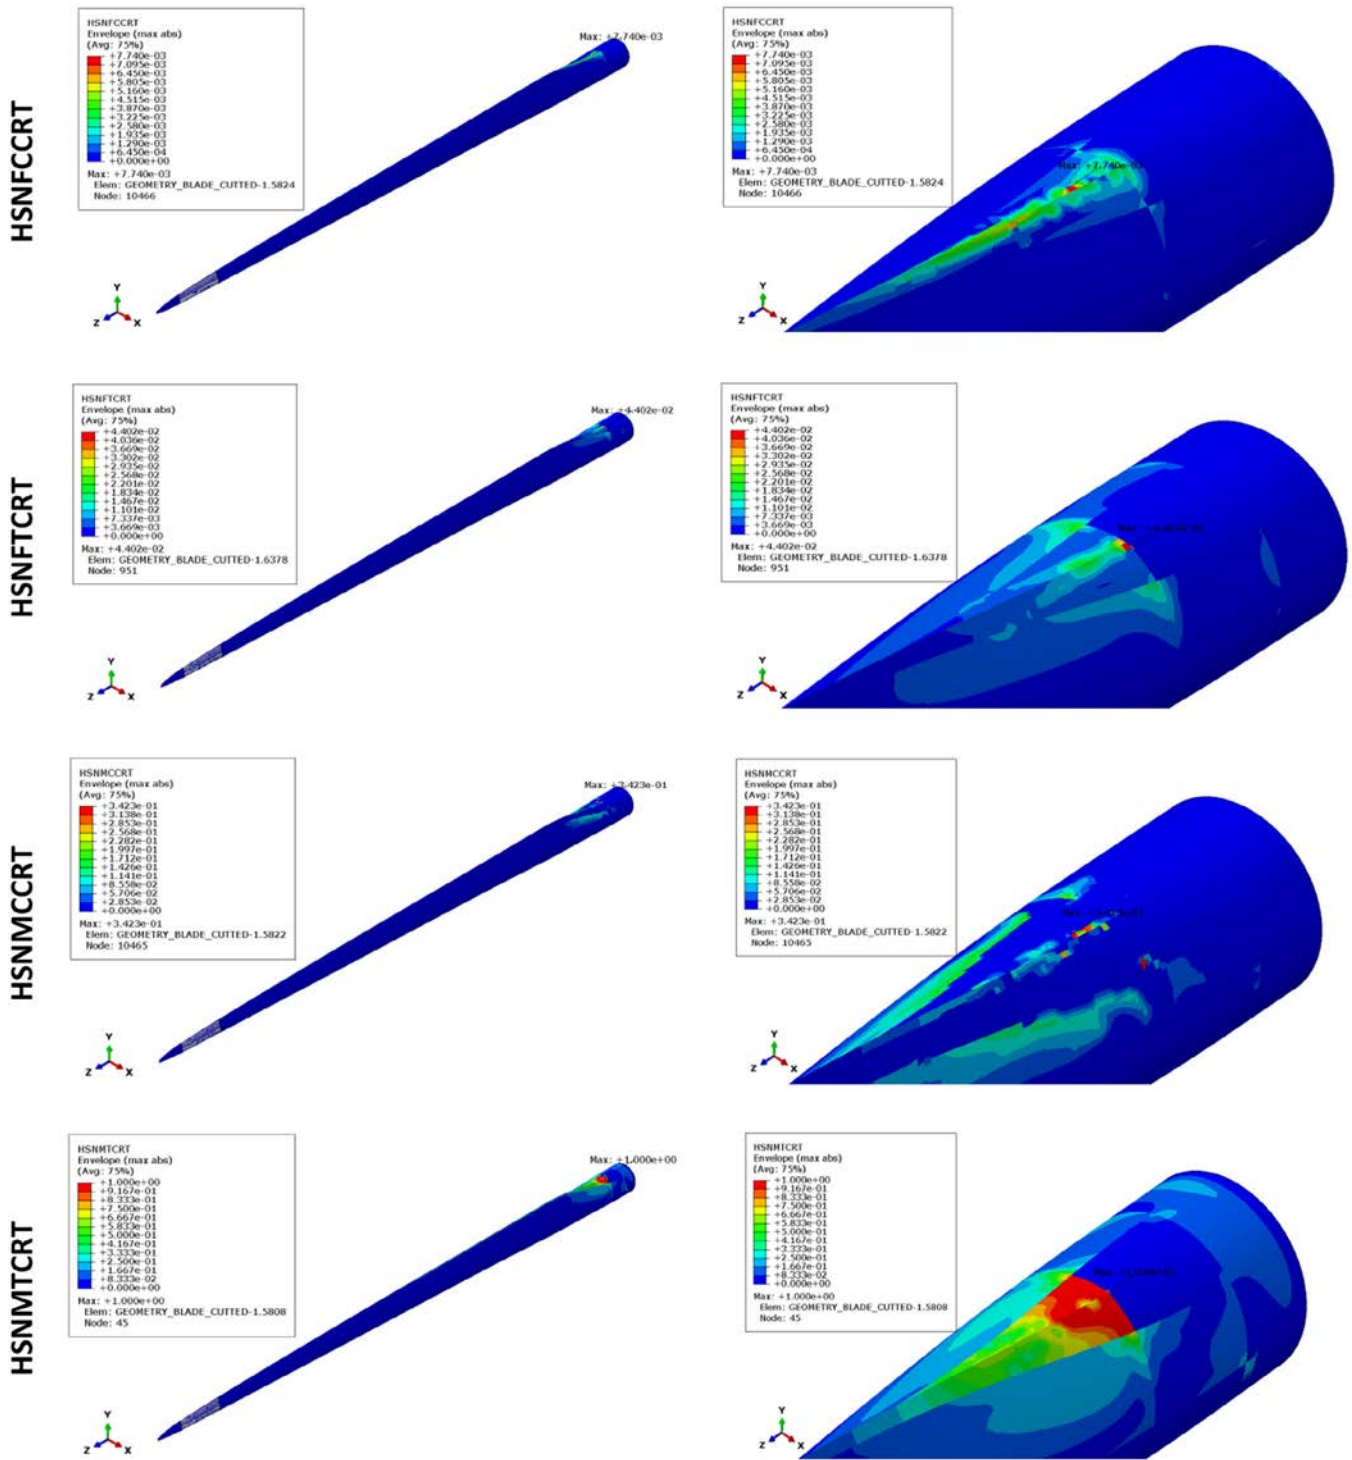 HSNFCCRT
HSNFCCRT
Envelope (max abs)
(Avg: 75%)
+7.740e-03
+7.095e-03
+6.450e-03
+5.805e-03
+5.160e-03
+4.515e-03
+3.870e-03
+3.225e-03
+2.580e-03
+1.935e-03
+1.290e-03
+6.450e-04
+0.000e+00
Max: +7.740e-03
Elem: GEOMETRY_BLADE_CUTTED-1.5824
Node: 10466
Max: +7.740e-03
Y
Z
X
HSNFCCRT
Envelope (max abs)
(Avg: 75%)
+7.740e-03
+7.095e-03
+6.450e-03
+5.805e-03
+5.160e-03
+4.515e-03
+3.870e-03
+3.225e-03
+2.580e-03
+1.935e-03
+1.290e-03
+6.450e-04
+0.000e+00
Max: +7.740e-03
Elem: GEOMETRY_BLADE_CUTTED-1.5824
Node: 10466
Max: +7.740e-03
Y
Z
X
HSNFTCRT
HSNFTCRT
Envelope (max abs)
(Avg: 75%)
+4.402e-02
+4.036e-02
+3.669e-02
+3.302e-02
+2.935e-02
+2.568e-02
+2.201e-02
+1.834e-02
+1.467e-02
+1.101e-02
+7.337e-03
+3.669e-03
+0.000e+00
Max: +4.402e-02
Elem: GEOMETRY_BLADE_CUTTED-1.6378
Node: 951
Max: +4.402e-02
Y
Z
X
HSNFTCRT
Envelope (max abs)
(Avg: 75%)
+4.402e-02
+4.036e-02
+3.669e-02
+3.302e-02
+2.935e-02
+2.568e-02
+2.201e-02
+1.834e-02
+1.467e-02
+1.101e-02
+7.337e-03
+3.669e-03
+0.000e+00
Max: +4.402e-02
Elem: GEOMETRY_BLADE_CUTTED-1.6378
Node: 951
Y
Z
X
HSNMCCRT
HSNMCCRT
Envelope (max abs)
(Avg: 75%)
+3.423e-01
+3.138e-01
+2.853e-01
+2.568e-01
+2.282e-01
+1.997e-01
+1.712e-01
+1.426e-01
+1.141e-01
+8.558e-02
+5.706e-02
+2.853e-02
+0.000e+00
Max: +3.423e-01
Elem: GEOMETRY_BLADE_CUTTED-1.5822
Node: 10465
Max: +3.423e-01
Y
Z
X
HSNMCCRT
Envelope (max abs)
(Avg: 75%)
+3.423e-01
+3.138e-01
+2.853e-01
+2.568e-01
+2.282e-01
+1.997e-01
+1.712e-01
+1.426e-01
+1.141e-01
+8.558e-02
+5.706e-02
+2.853e-02
+0.000e+00
Max: +3.423e-01
Elem: GEOMETRY_BLADE_CUTTED-1.5822
Node: 10465
Y
Z
X
HSNMTCRT
HSNMTCRT
Envelope (max abs)
(Avg: 75%)
+1.000e+00
+9.167e-01
+8.333e-01
+7.500e-01
+6.667e-01
+5.833e-01
+5.000e-01
+4.167e-01
+3.333e-01
+2.500e-01
+1.667e-01
+8.333e-02
+0.000e+00
Max: +1.000e+00
Elem: GEOMETRY_BLADE_CUTTED-1.5808
Node: 45
Max: +1.000e+00
Y
Z
X
HSNMTCRT
Envelope (max abs)
(Avg: 75%)
+1.000e+00
+9.167e-01
+8.333e-01
+7.500e-01
+6.667e-01
+5.833e-01
+5.000e-01
+4.167e-01
+3.333e-01
+2.500e-01
+1.667e-01
+8.333e-02
+0.000e+00
Max: +1.000e+00
Elem: GEOMETRY_BLADE_CUTTED-1.5808
Node: 45
Y
Z
X